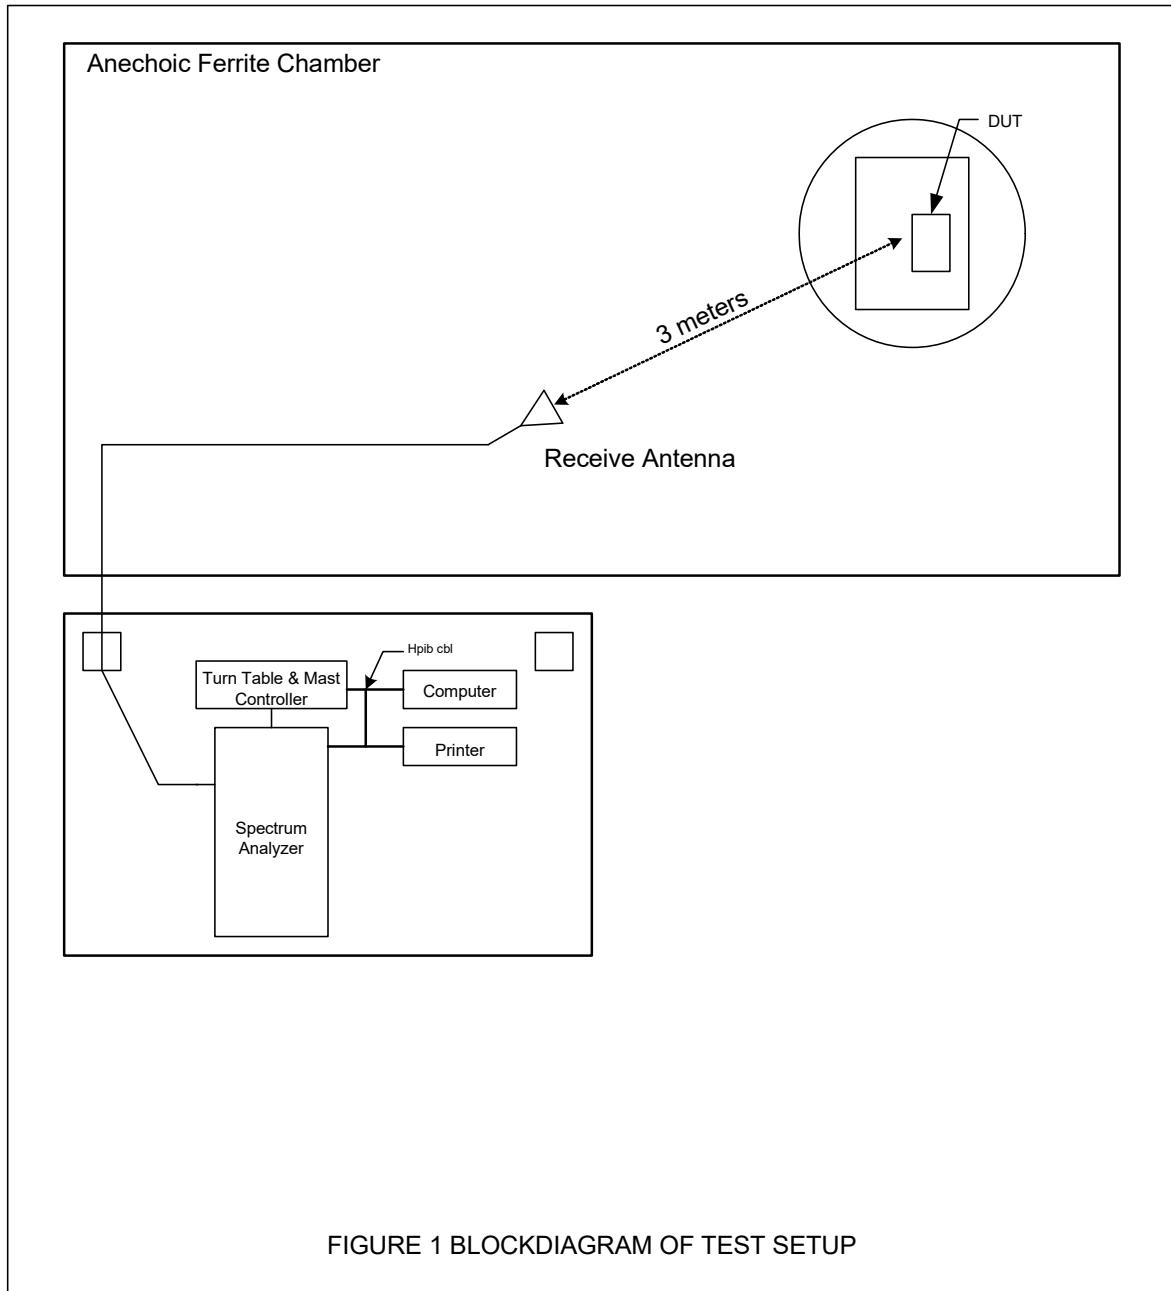 Anechoic Ferrite Chamber
DUT
3 meters
Receive Antenna
Hpib cbl
Turn Table & Mast
Controller
Computer
Printer
Spectrum
Analyzer
FIGURE 1 BLOCKDIAGRAM OF TEST SETUP